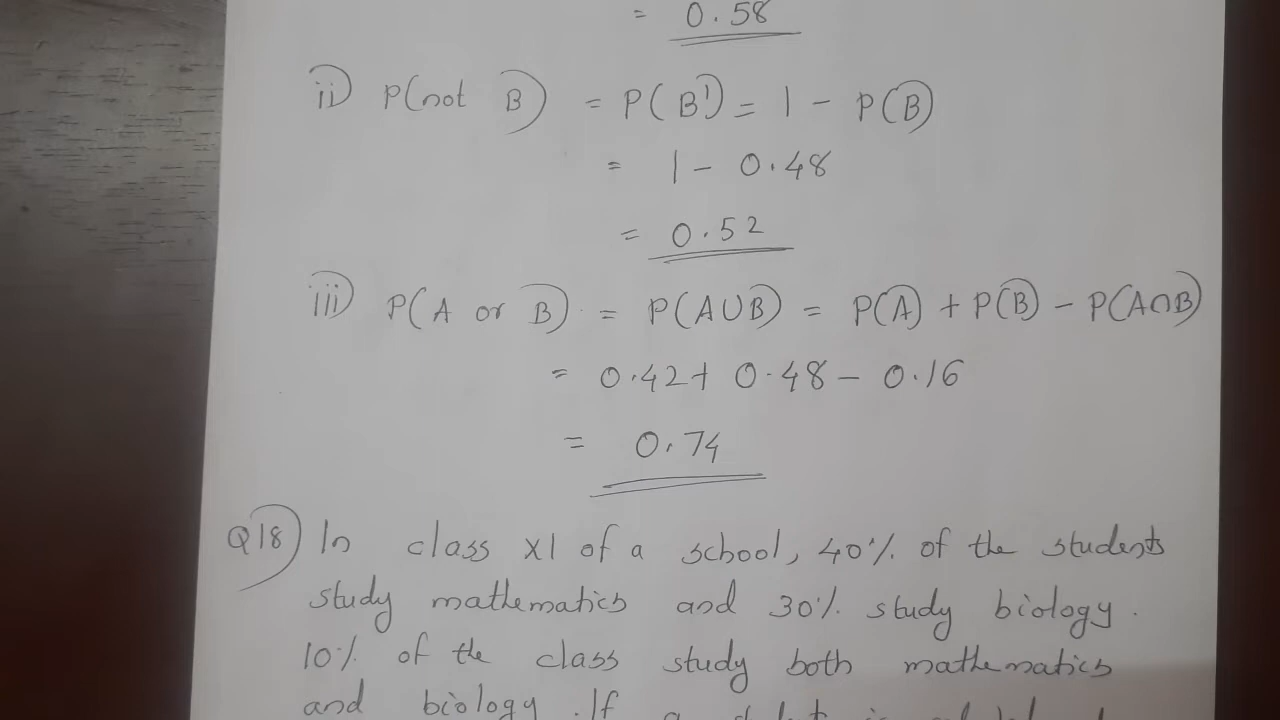 = 0.58
ii) P(not B) = P(B') = 1 - P(B)
= 1 - 0.48
= 0.52
iii) P(A or B) = P(A∪B) = P(A) + P(B) - P(A∩B)
= 0.42 + 0.48 - 0.16
= 0.74
Q18) In class XI of a school, 40% of the students
study mathematics and 30% study biology.
10% of the class study both mathematics
and biology. If a